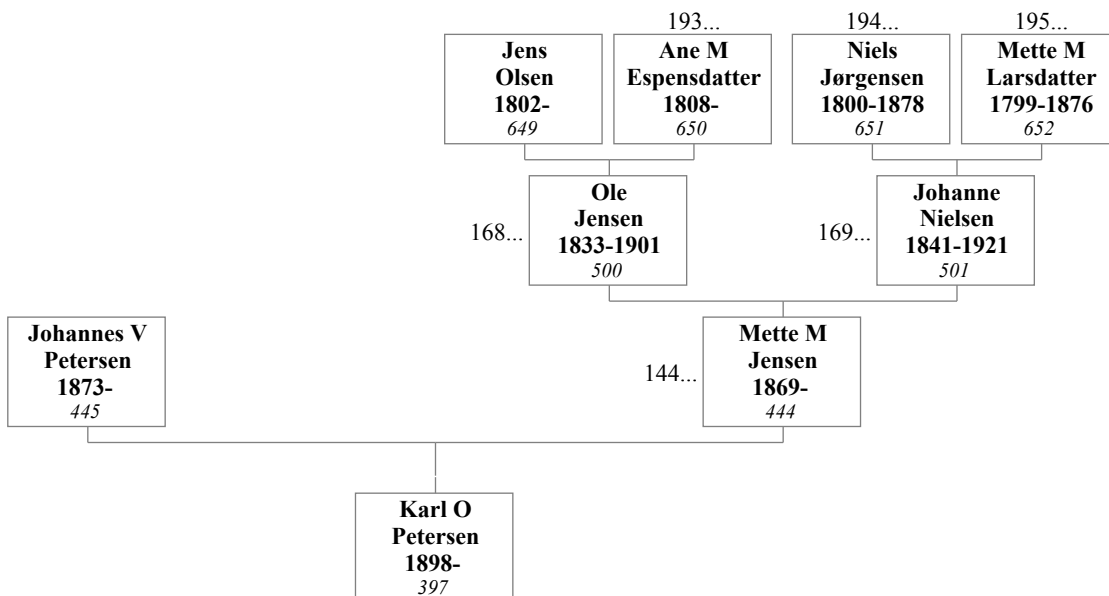 193...
194...
195...
Jens
Olsen
1802-
649
Ane M
Espensdatter
1808-
650
Niels
Jørgensen
1800-1878
651
Mette M
Larsdatter
1799-1876
652
168...
Ole
Jensen
1833-1901
500
169...
Johanne
Nielsen
1841-1921
501
Johannes V
Petersen
1873-
445
144...
Mette M
Jensen
1869-
444
Karl O
Petersen
1898-
397